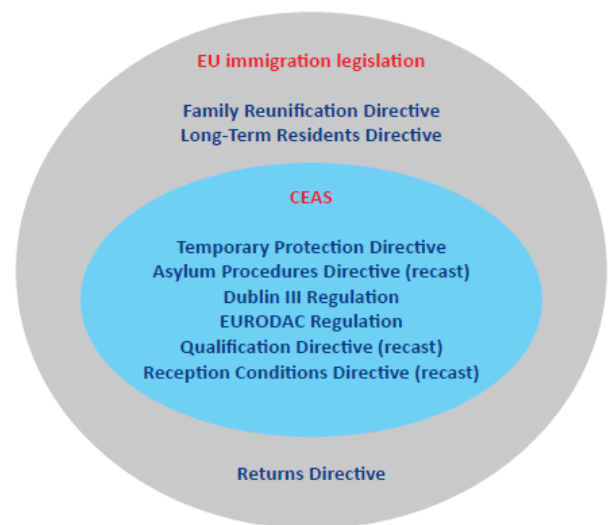 EU immigration legislation
Family Reunification Directive
Long-Term Residents Directive
CEAS
Temporary Protection Directive
Asylum Procedures Directive (recast)
Dublin III Regulation
EURODAC Regulation
Qualification Directive (recast)
Reception Conditions Directive (recast)
Returns Directive